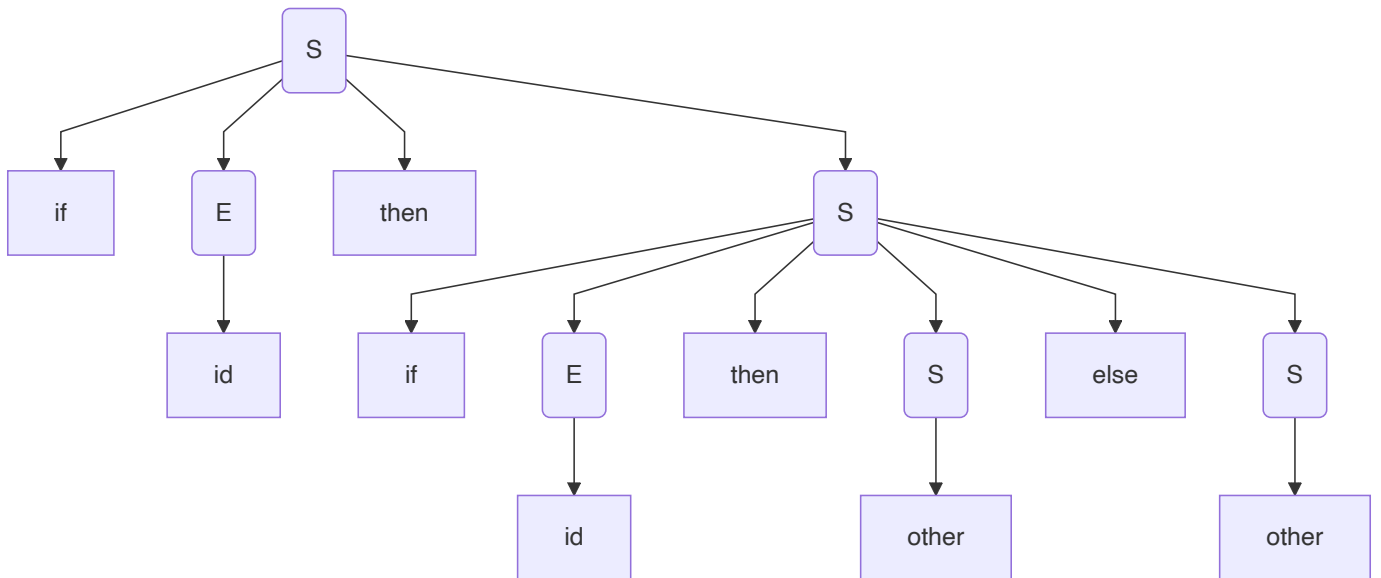 S
if E then S
id if E then S else S
id other other